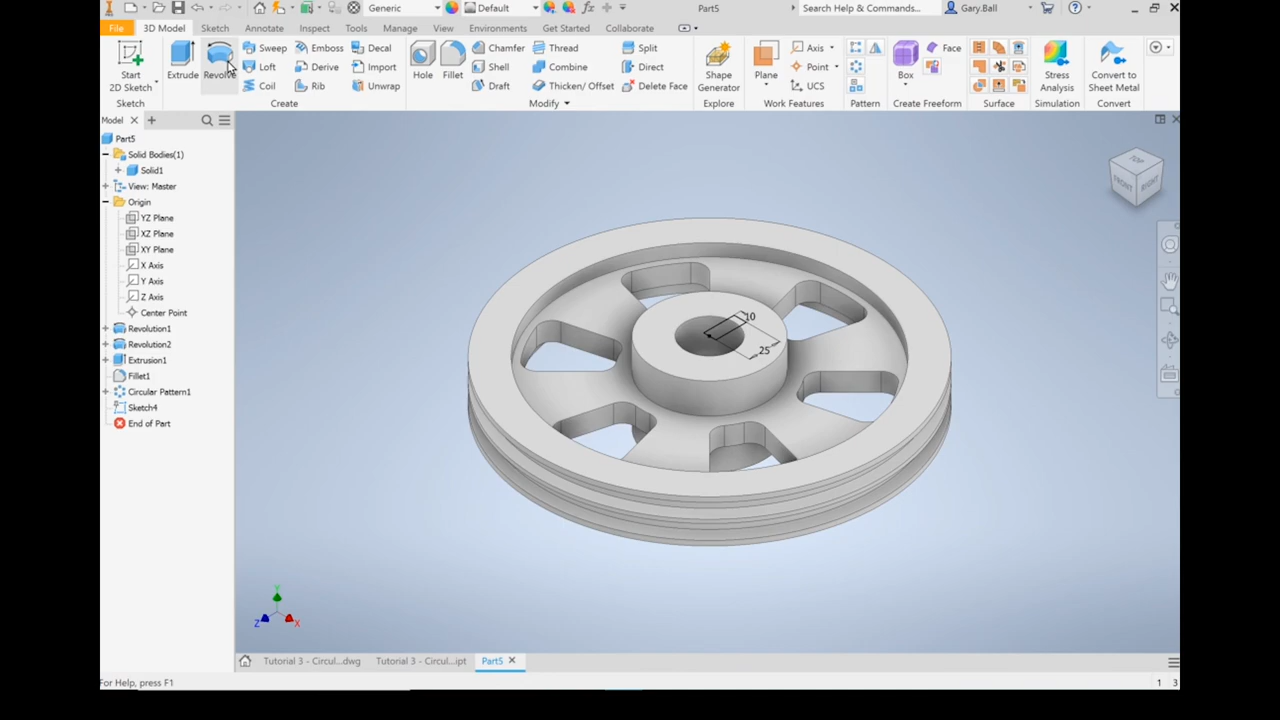 Generic
Default
Part5
Search Help & Commands...
Gary.Ball
File
3D Model
Sketch
Annotate
Inspect
Tools
Manage
View
Environments
Get Started
Collaborate
Start
2D Sketch
Extrude
Revolve
Sweep
Loft
Coil
Emboss
Derive
Rib
Decal
Import
Unwrap
Hole
Fillet
Chamfer
Shell
Draft
Thread
Combine
Thicken/ Offset
Split
Direct
Delete Face
Shape
Generator
Plane
Axis
Point
UCS
Box
Face
Stress
Analysis
Convert to
Sheet Metal
Sketch
Create
Modify
Explore
Work Features
Pattern
Create Freeform
Surface
Simulation
Convert
Model
Part5
Solid Bodies(1)
Solid1
View: Master
Origin
YZ Plane
XZ Plane
XY Plane
X Axis
Y Axis
Z Axis
Center Point
Revolution1
Revolution2
Extrusion1
Fillet1
Circular Pattern1
Sketch4
End of Part
TOP
FRONT
RIGHT
10
25
Y
Z
X
Tutorial 3 - Circul...dwg
Tutorial 3 - Circul...ipt
Part5
For Help, press F1
1
3